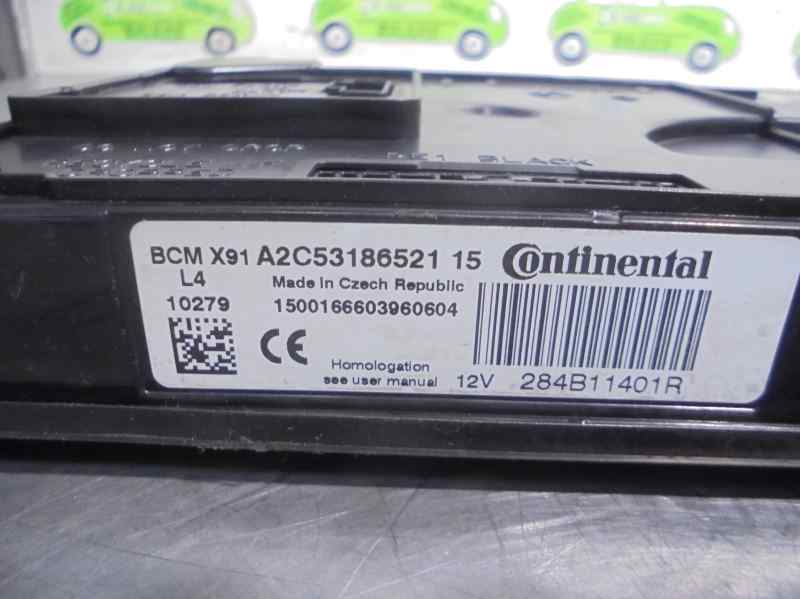 BLACK
BCM X91 A2C53186521 15 Continental
L4 Made in Czech Republic
10279 1500166603960604
CE Homologation
see user manual 12V 284B11401R